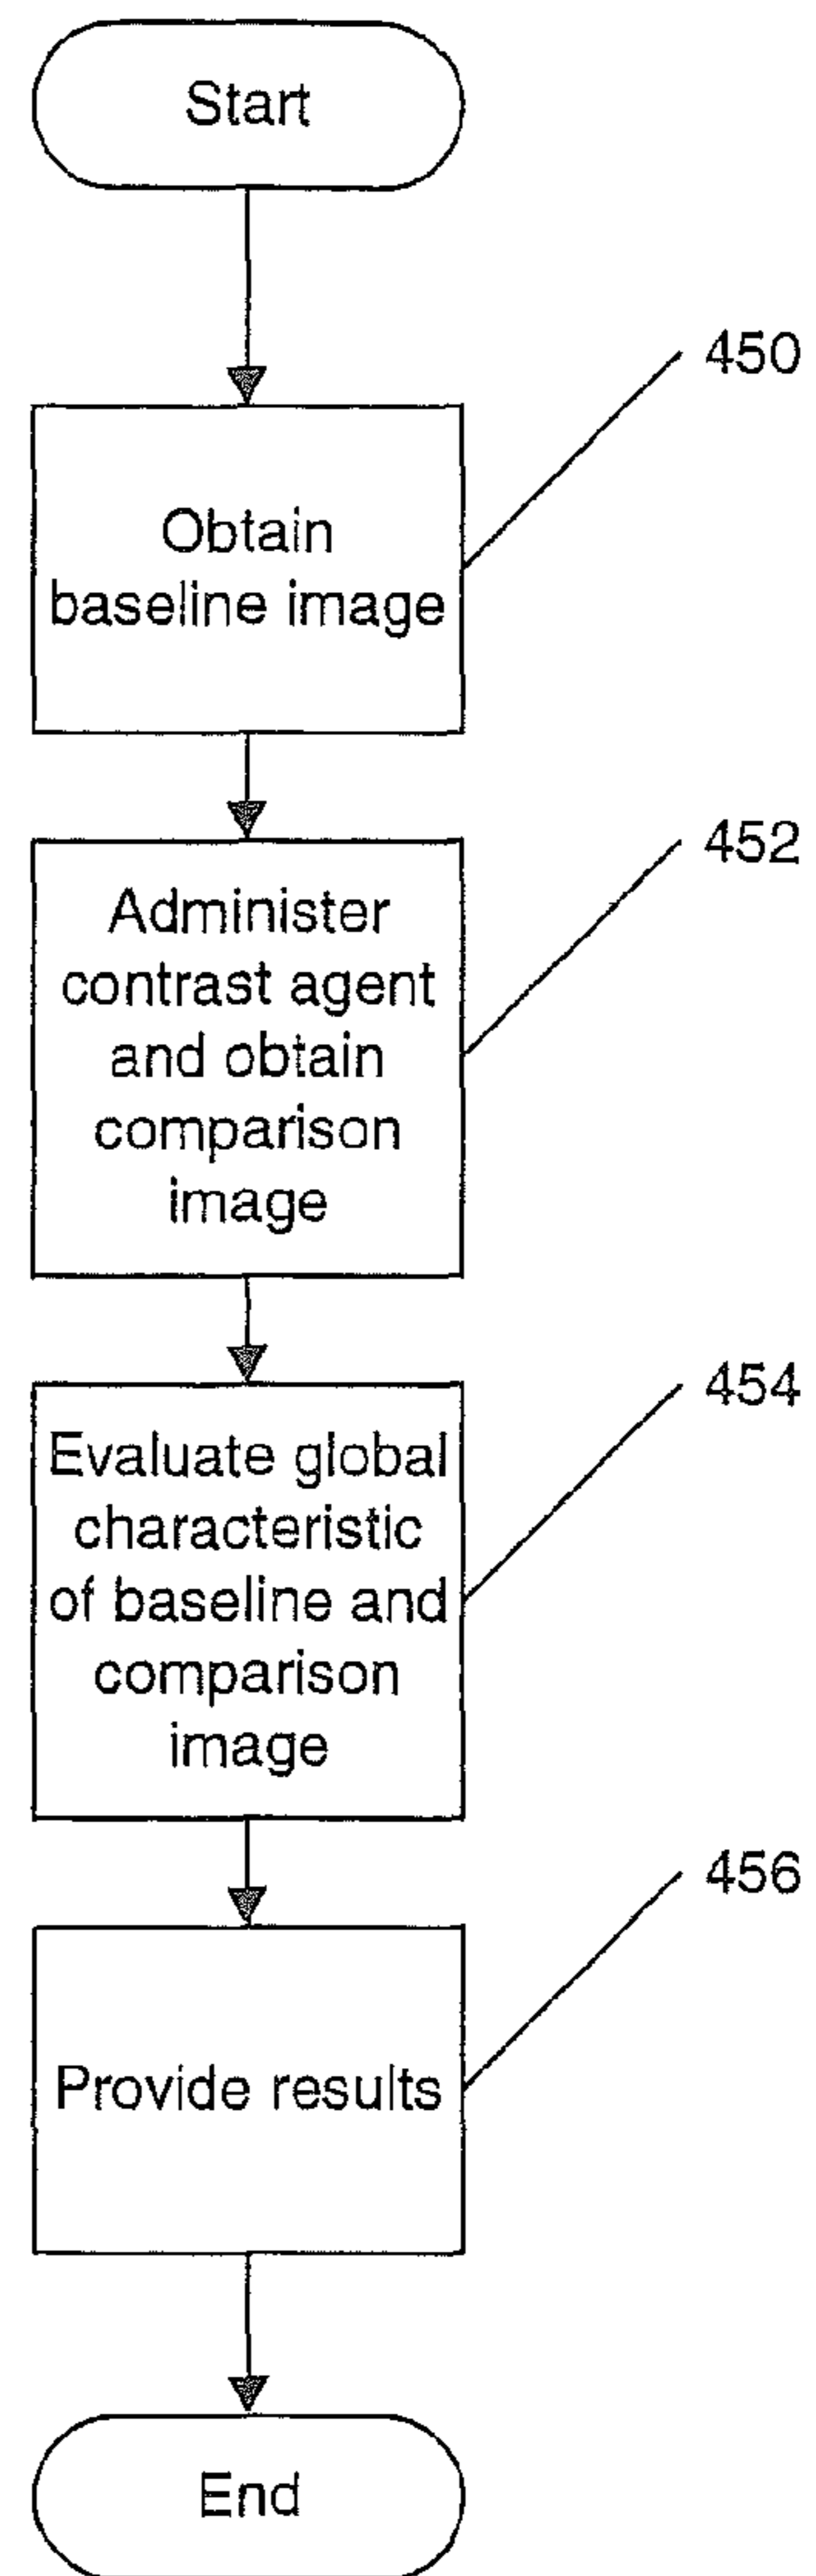 Start
450
Obtain
baseline image
452
Administer
contrast agent
and obtain
comparison
image
454
Evaluate global
characteristic
of baseline and
comparison
image
456
Provide results
End